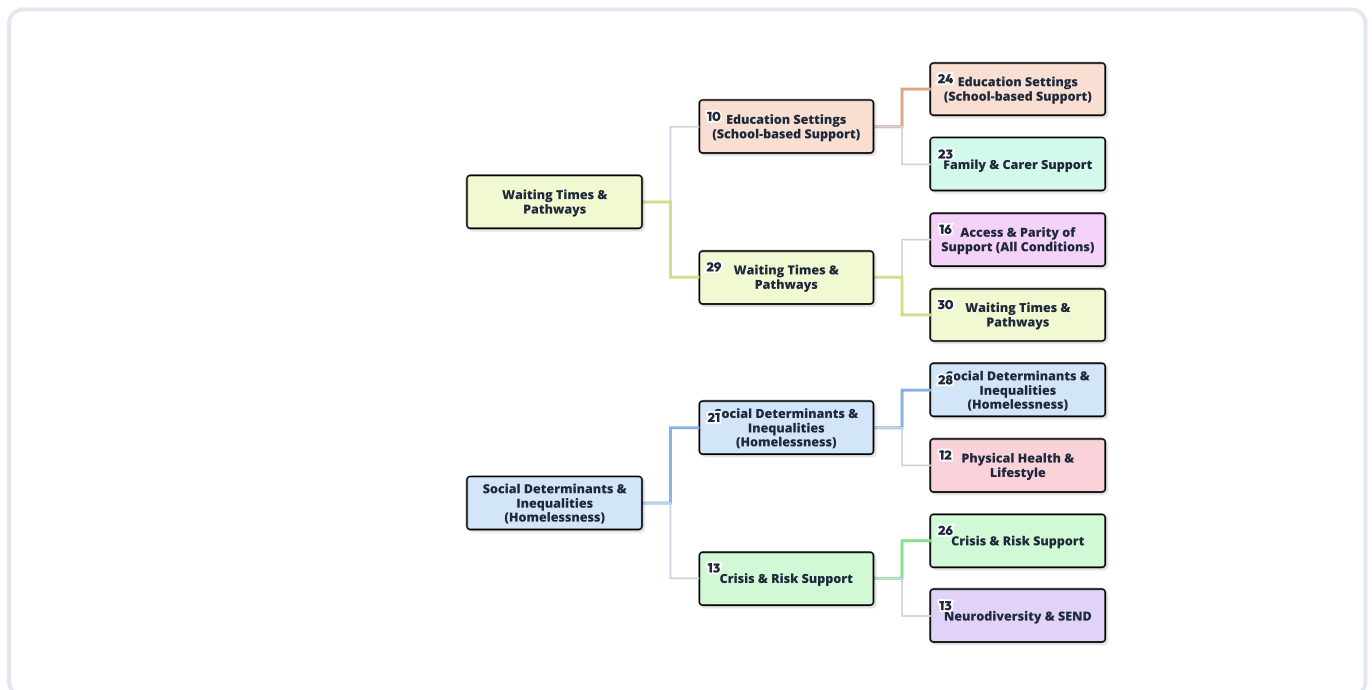 24
Education Settings
(School-based Support)
10
Education Settings
(School-based Support)
23
Family & Carer Support
Waiting Times &
Pathways
16
Access & Parity of
Support (All Conditions)
29
Waiting Times &
Pathways
30
Waiting Times &
Pathways
28
Social Determinants &
Inequalities
(Homelessness)
21
Social Determinants &
Inequalities
(Homelessness)
12
Physical Health &
Lifestyle
Social Determinants &
Inequalities
(Homelessness)
26
Crisis & Risk Support
13
Crisis & Risk Support
13
Neurodiversity & SEND